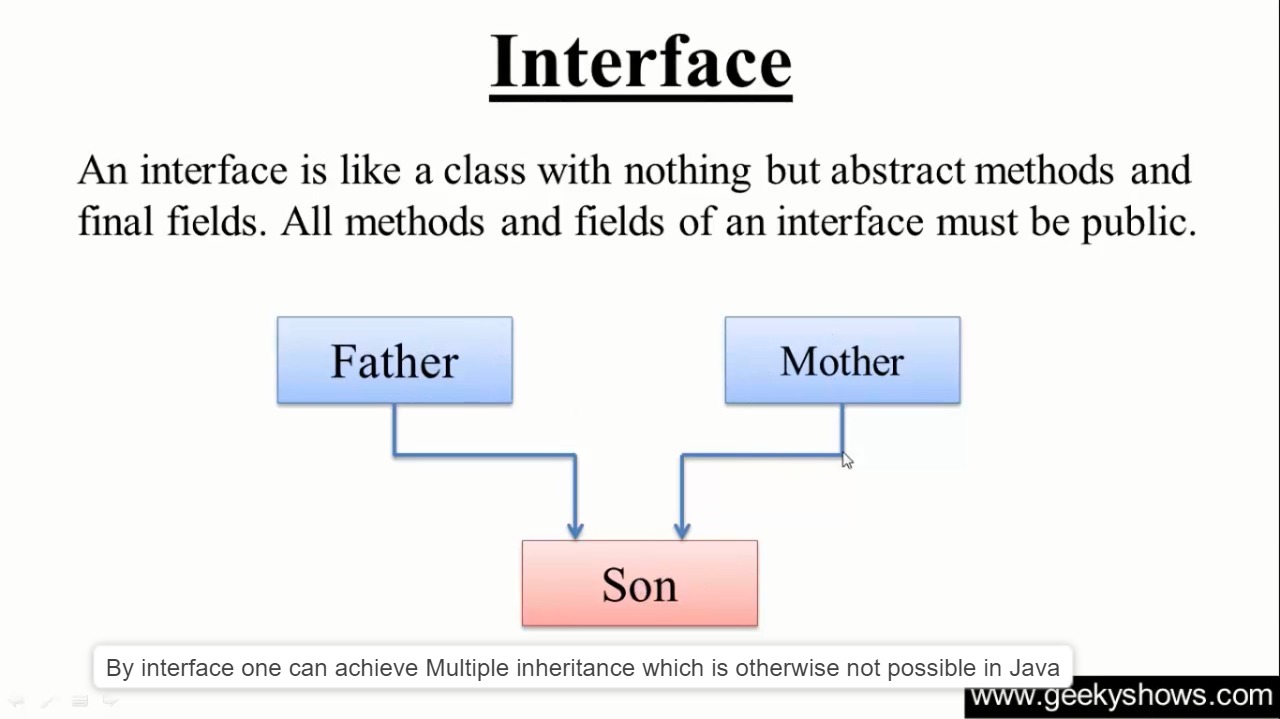 Interface
An interface is like a class with nothing but abstract methods and
final fields. All methods and fields of an interface must be public.
Father
Mother
Son
By interface one can achieve Multiple inheritance which is otherwise not possible in Java
www.geekyshows.com